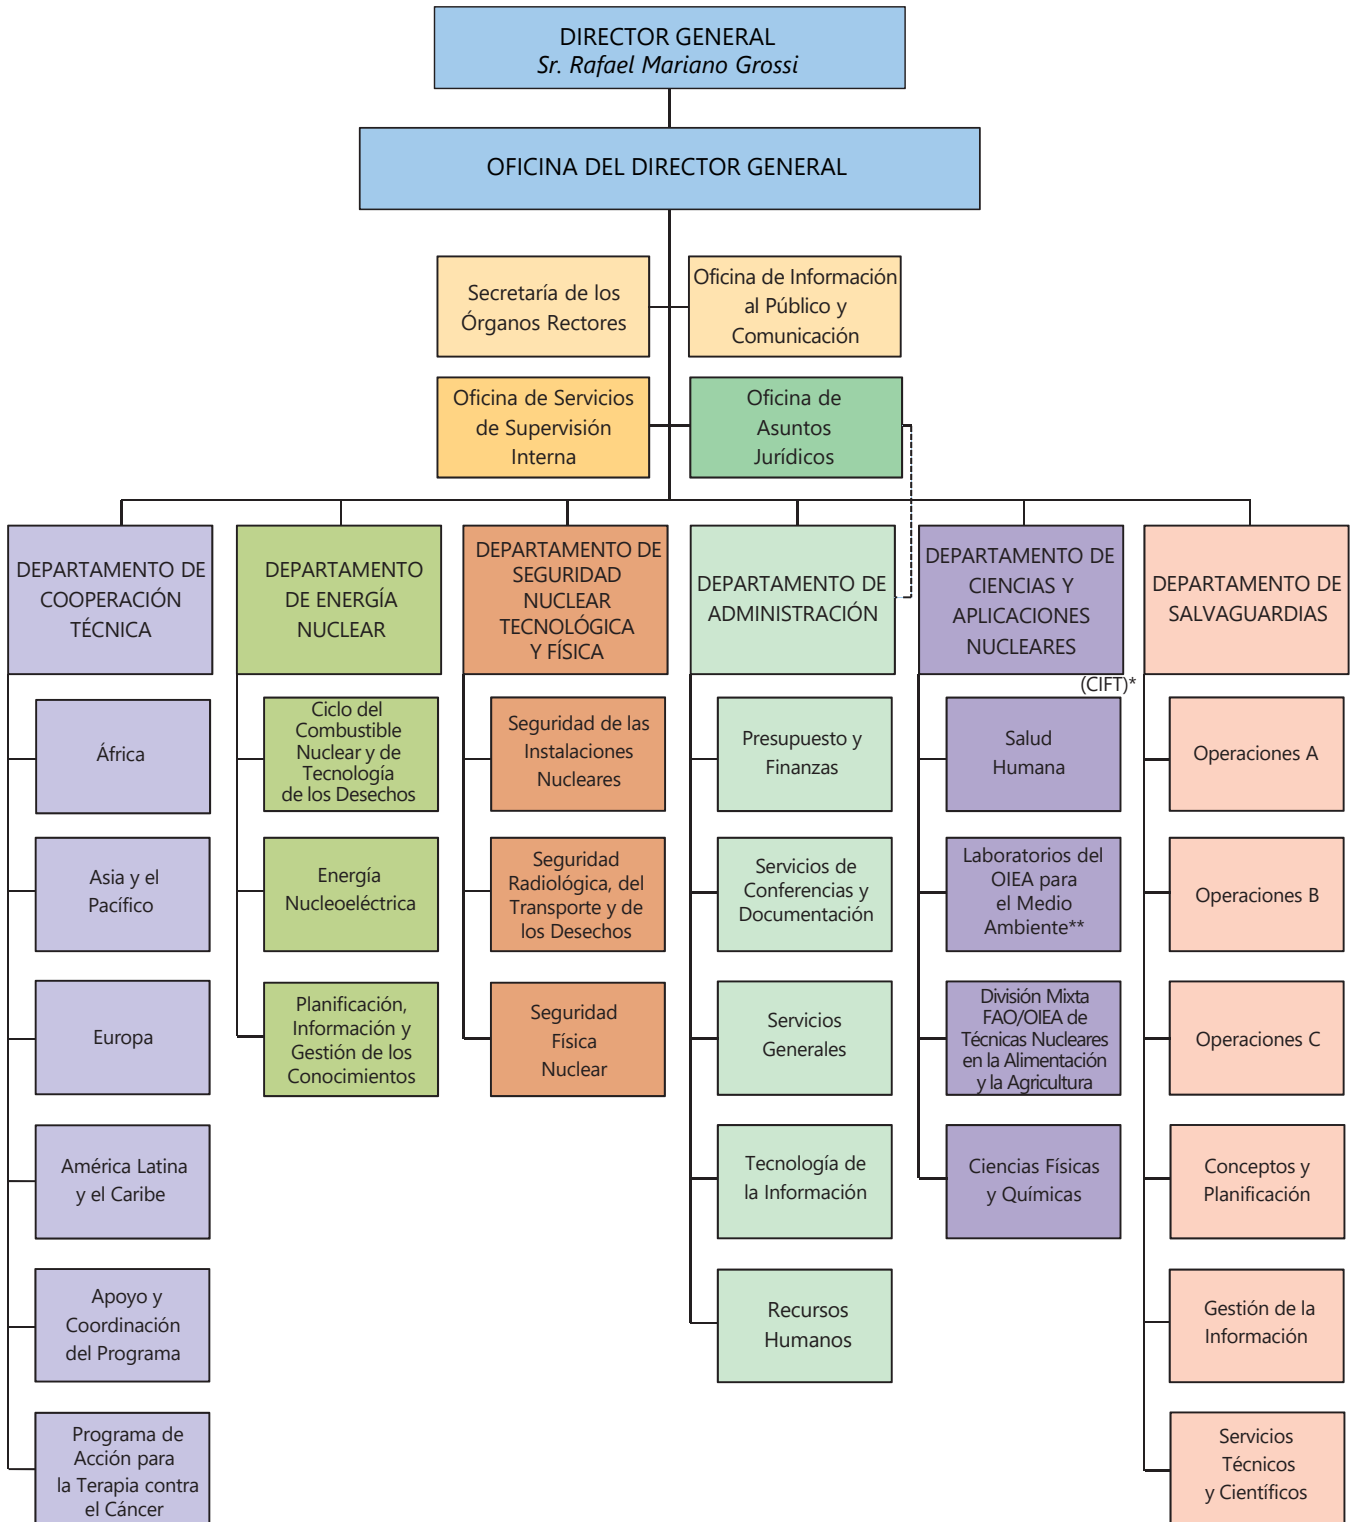 DIRECTOR GENERAL
Sr. Rafael Mariano Grossi
OFICINA DEL DIRECTOR GENERAL
Secretaría de los
Órganos Rectores
Oficina de Información
al Público y
Comunicación
Oficina de Servicios
de Supervisión
Interna
Oficina de
Asuntos
Jurídicos
DEPARTAMENTO DE
COOPERACIÓN
TÉCNICA
África
Asia y el
Pacífico
Europa
América Latina
y el Caribe
Apoyo y
Coordinación
del Programa
Programa de
Acción para
la Terapia contra
el Cáncer
DEPARTAMENTO
DE ENERGÍA
NUCLEAR
Ciclo del
Combustible
Nuclear y de
Tecnología
de los Desechos
Energía
Nucleoeléctrica
Planificación,
Información y
Gestión de los
Conocimientos
DEPARTAMENTO DE
SEGURIDAD
NUCLEAR
TECNOLÓGICA
Y FÍSICA
Seguridad de las
Instalaciones
Nucleares
Seguridad
Radiológica, del
Transporte y de
los Desechos
Seguridad
Física
Nuclear
DEPARTAMENTO DE
ADMINISTRACIÓN
Presupuesto y
Finanzas
Servicios de
Conferencias y
Documentación
Servicios
Generales
Tecnología de
la Información
Recursos
Humanos
DEPARTAMENTO DE
CIENCIAS Y
APLICACIONES
NUCLEARES
(CIFT)*
Salud
Humana
Laboratorios del
OIEA para
el Medio
Ambiente**
División Mixta
FAO/OIEA de
Técnicas Nucleares
en la Alimentación
y la Agricultura
Ciencias Físicas
y Químicas
DEPARTAMENTO DE
SALVAGUARDIAS
Operaciones A
Operaciones B
Operaciones C
Conceptos y
Planificación
Gestión de la
Información
Servicios
Técnicos
y Científicos